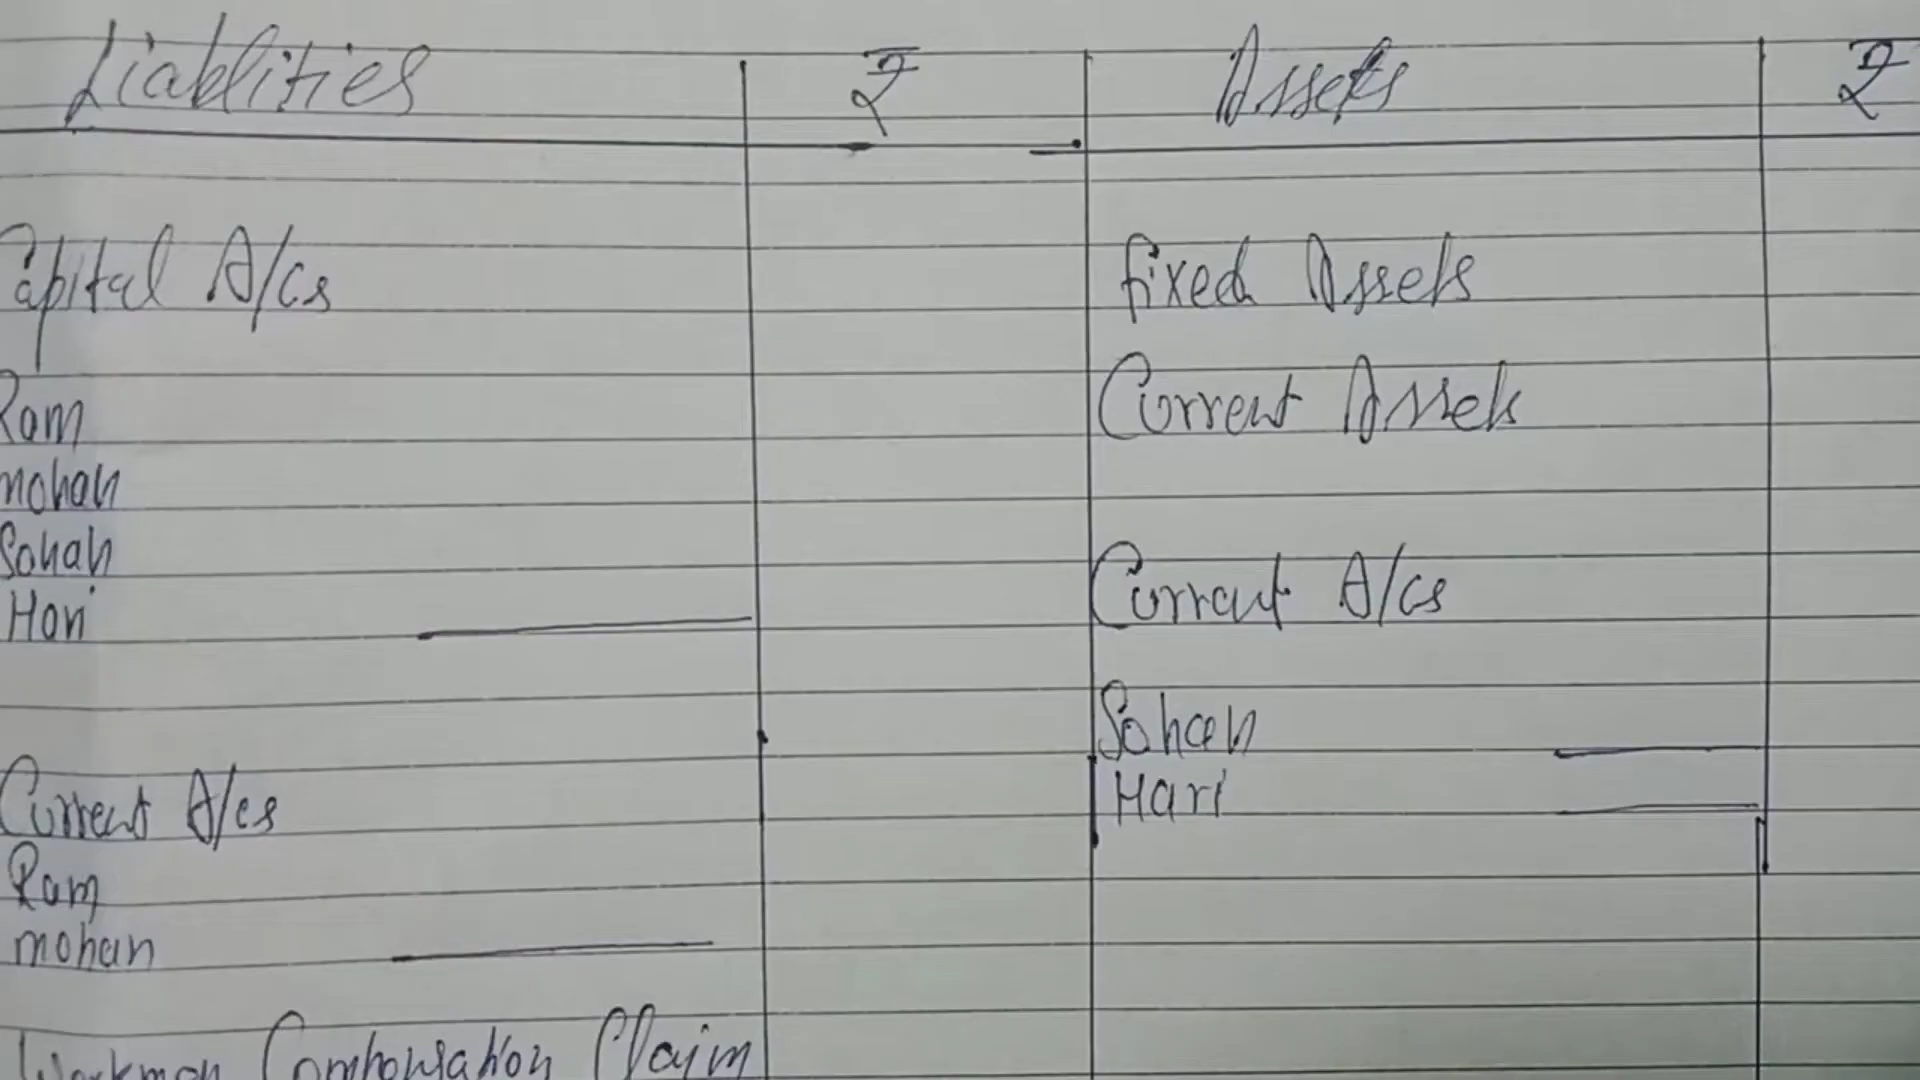 Liablities ₹ Assets ₹
Capital A/cs
Ram
mohan
Sohan
Hari
Current A/cs
Ram
mohan
Workmen Compensation Claim
fixed Assets
Current Assets
Current A/cs
Sohan
Hari